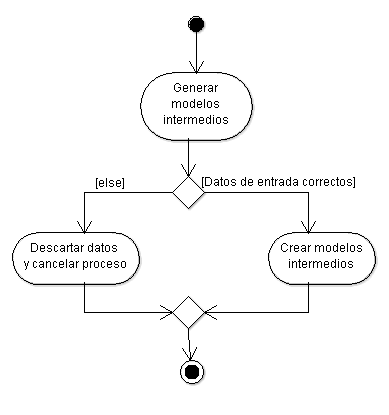 Generar
modelos
intermedios
[else]
[Datos de entrada correctos]
Descartar datos
y cancelar proceso
Crear modelos
intermedios